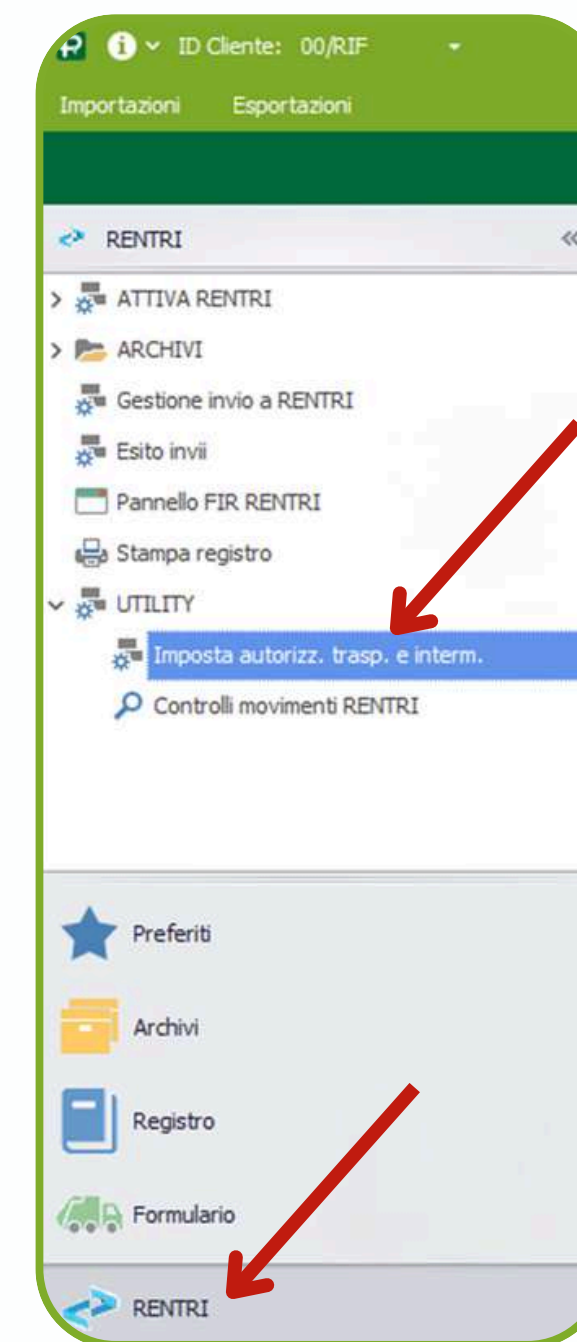 ID Cliente: 00/RIF
Importazioni Esportazioni
RENTRI
ATTIVA RENTRI
ARCHIVI
Gestione invio a RENTRI
Esito invii
Pannello FIR RENTRI
Stampa registro
UTILITY
Imposta autorizz. trasp. e interm.
Controlli movimenti RENTRI
Preferiti
Archivi
Registro
Formulario
RENTRI